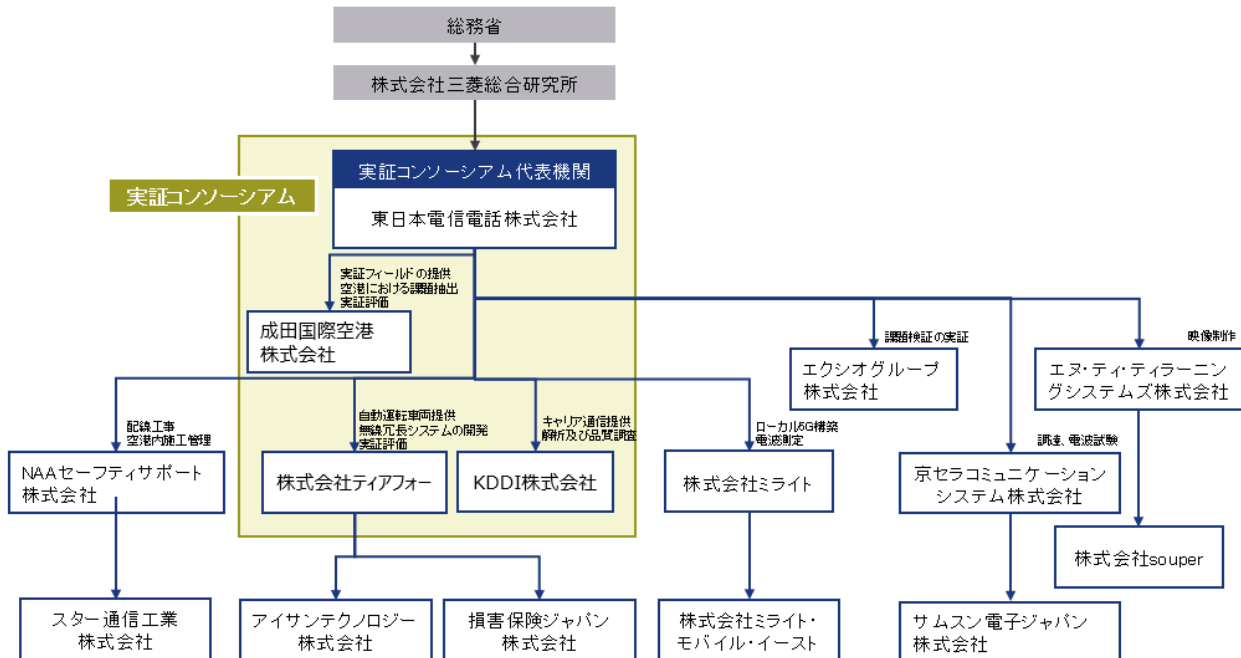 総務省
株式会社三菱総合研究所
実証コンソーシアム代表機関
実証コンソーシアム
東日本電信電話株式会社
実証フィールドの提供
空港における課題抽出
実証評価
成田国際空港
株式会社
課題検証の実証
エクシオグループ
株式会社
映像制作
エヌ・ティ・ティラーニン
グシステムズ株式会社
配線工事
空港内施工管理
NAAセーフティサポート
株式会社
自動運転車両提供
無線冗長システムの開発
実証評価
株式会社ティアフォー
キャリア通信提供
解析及び品質調査
KDDI株式会社
ローカル5G構築
電波測定
株式会社ミライト
調査、電波試験
京セラコミュニケーション
システム株式会社
株式会社souper
スター通信工業
株式会社
アイサンテクノロジー
株式会社
損害保険ジャパン
株式会社
株式会社ミライト・
モバイル・イースト
サムスン電子ジャパン
株式会社